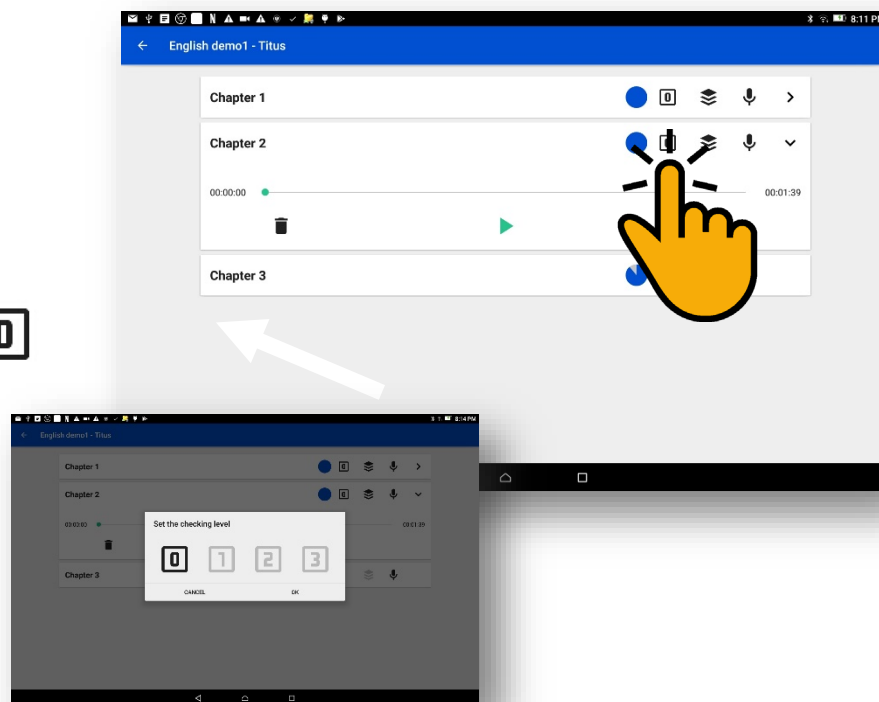 8:11 PM
English demo1 - Titus
Chapter 1
0
Chapter 2
0
00:00:00
00:01:39
Chapter 3
0
8:14 PM
English demo1 - Titus
Chapter 1
0
Chapter 2
0
00:00:00
00:01:39
Set the checking level
0 1 2 3
Chapter 3
CANCEL OK